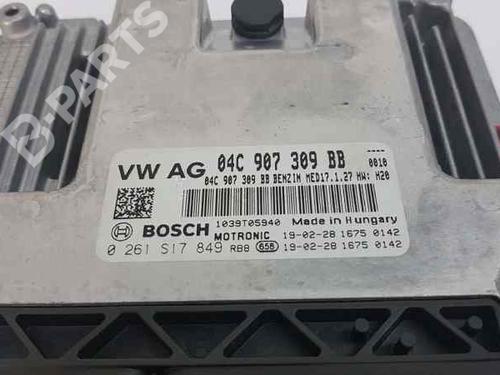 B-PARTS
VW AG 04C 907 309 BB ----
04C 907 309 BB BENZIM MED17.1.27 HW: H20 0010
1039T05940 Made in Hungary
BOSCH MOTRONIC 19-02-28 1675 0142
0 261 S17 849 RB8 658 19-02-28 1675 0142